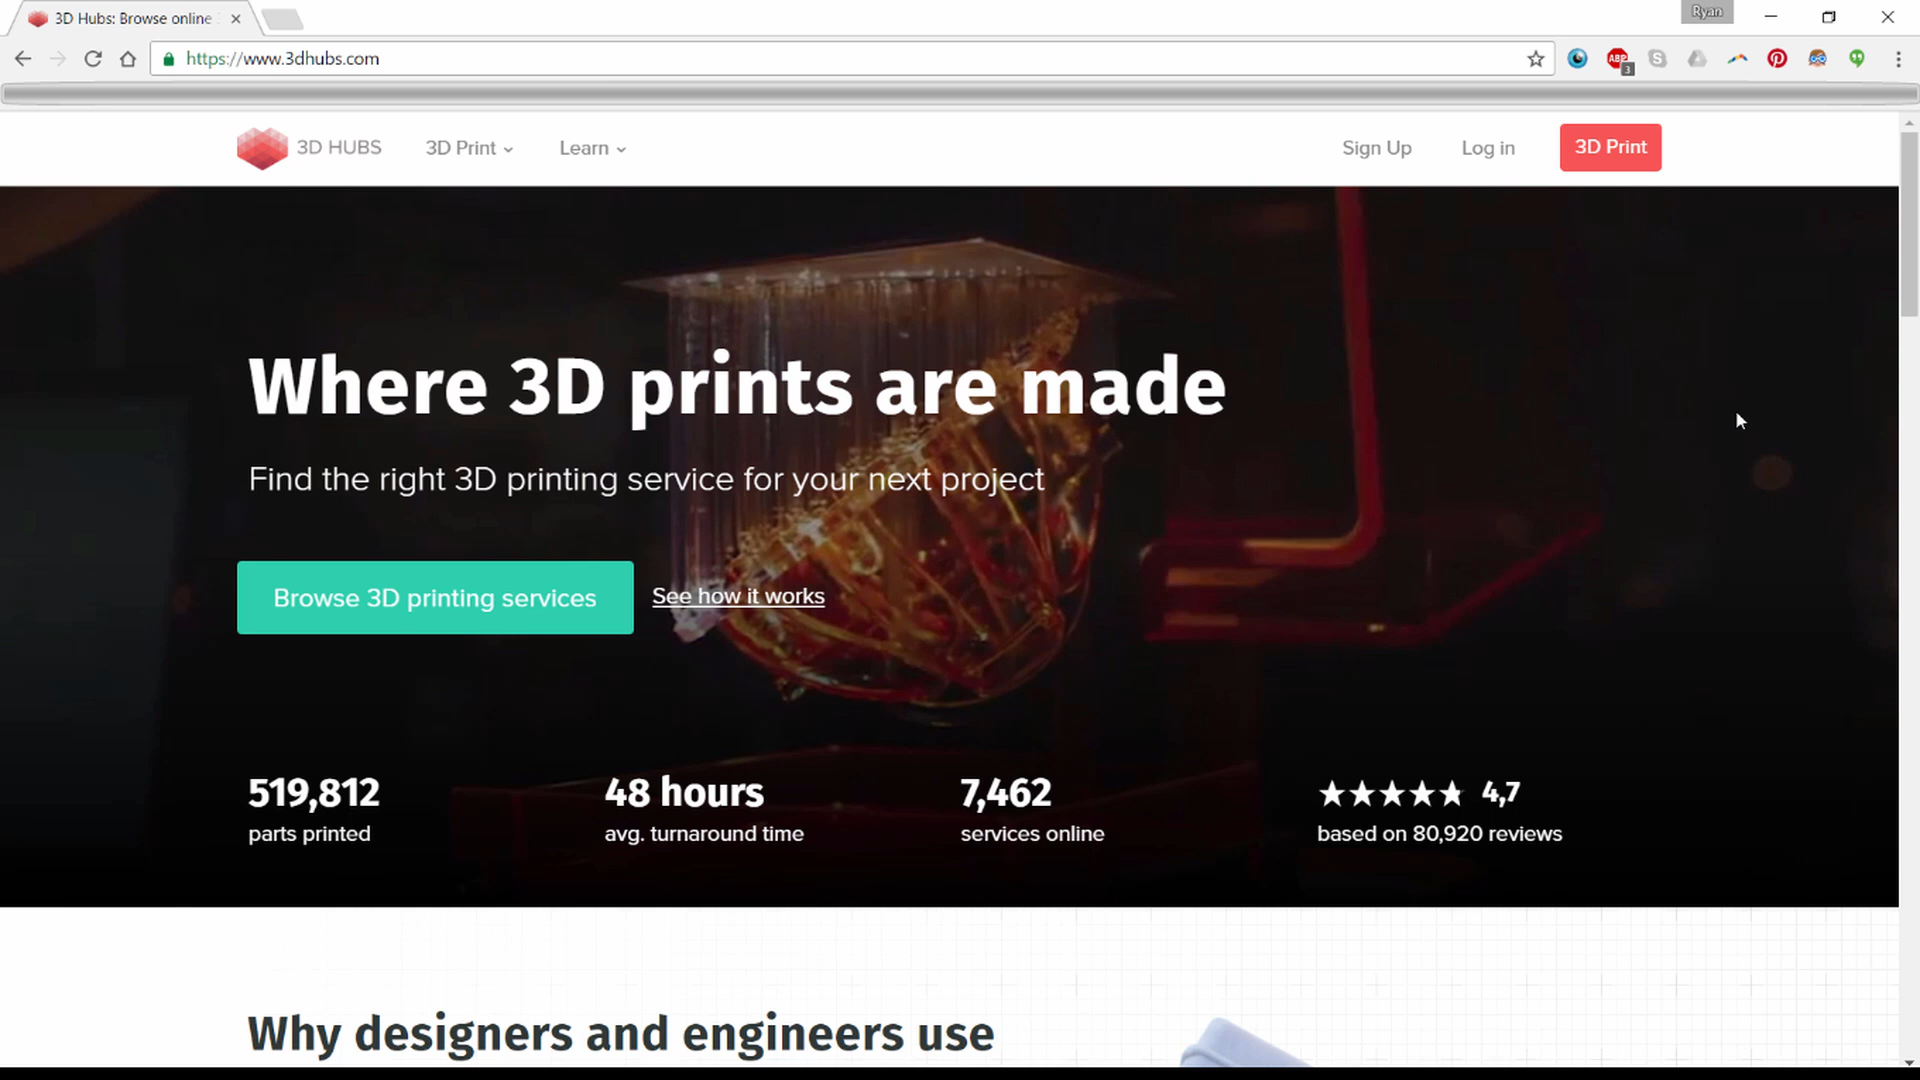 3D Hubs: Browse online
Ryan
https://www.3dhubs.com
ABP
3
3D HUBS
3D Print
Learn
Sign Up
Log in
3D Print
Where 3D prints are made
Find the right 3D printing service for your next project
Browse 3D printing services
See how it works
519,812
parts printed
48 hours
avg. turnaround time
7,462
services online
4,7
based on 80,920 reviews
Why designers and engineers use